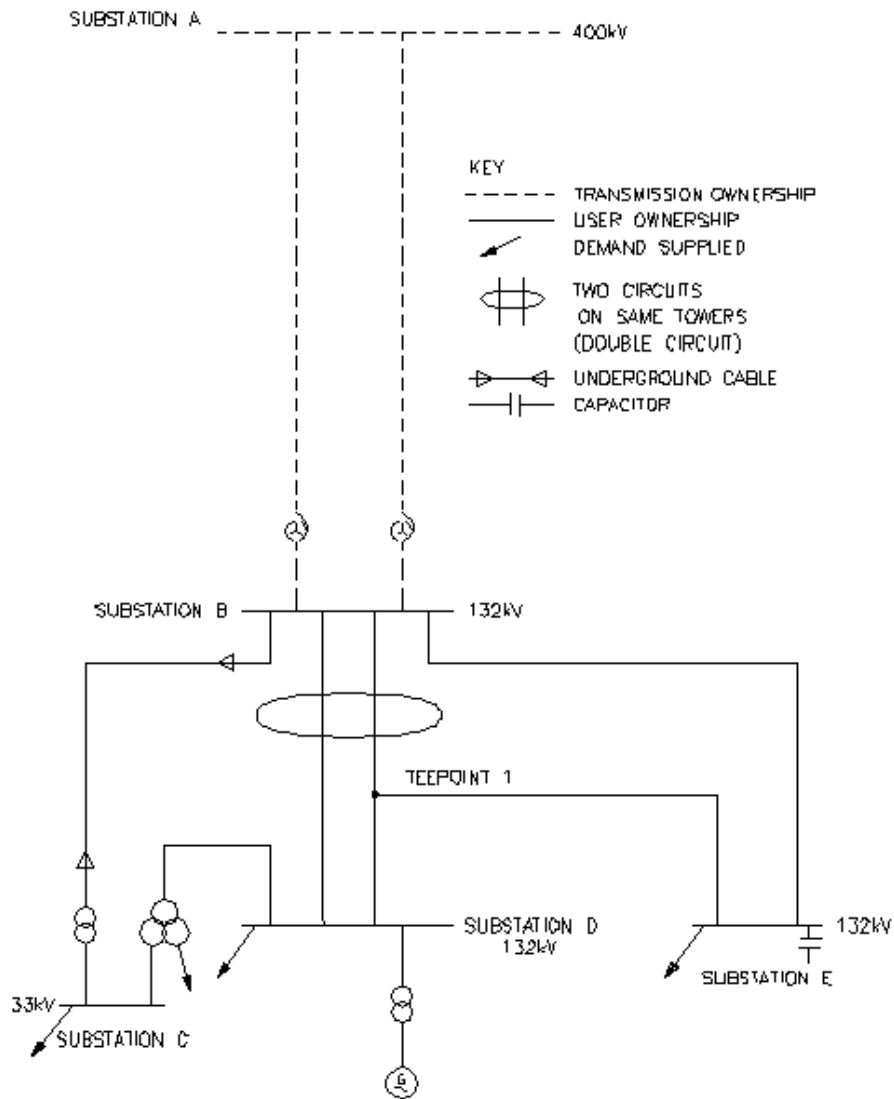 SUBSTATION A
400kV
KEY
TRANSMISSION OWNERSHIP
USER OWNERSHIP
DEMAND SUPPLIED
TWO CIRCUITS
ON SAME TOWERS
(DOUBLE CIRCUIT)
UNDERGROUND CABLE
CAPACITOR
SUBSTATION B
132kV
TEEPOINT 1
SUBSTATION D
132kV
132kV
SUBSTATION E
33kV
SUBSTATION C
G